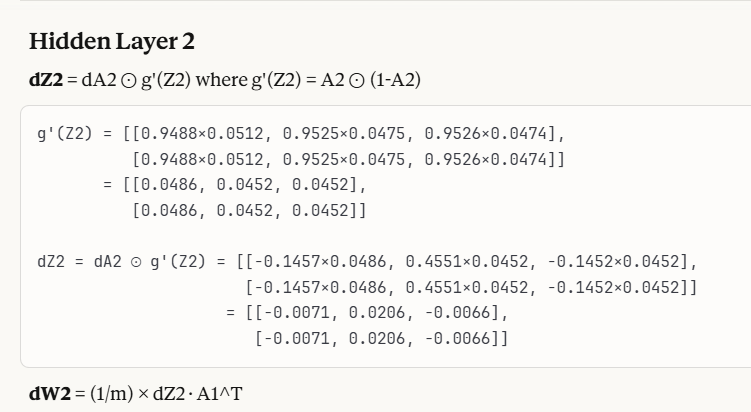 Hidden Layer 2
dZ2 = dA2 ⊙ g'(Z2) where g'(Z2) = A2 ⊙ (1-A2)
g'(Z2) = [[0.9488×0.0512, 0.9525×0.0475, 0.9526×0.0474],
[0.9488×0.0512, 0.9525×0.0475, 0.9526×0.0474]]
= [[0.0486, 0.0452, 0.0452],
[0.0486, 0.0452, 0.0452]]
dZ2 = dA2 ⊙ g'(Z2) = [[-0.1457×0.0486, 0.4551×0.0452, -0.1452×0.0452],
[-0.1457×0.0486, 0.4551×0.0452, -0.1452×0.0452]]
= [[-0.0071, 0.0206, -0.0066],
[-0.0071, 0.0206, -0.0066]]
dW2 = (1/m) × dZ2 · A1^T